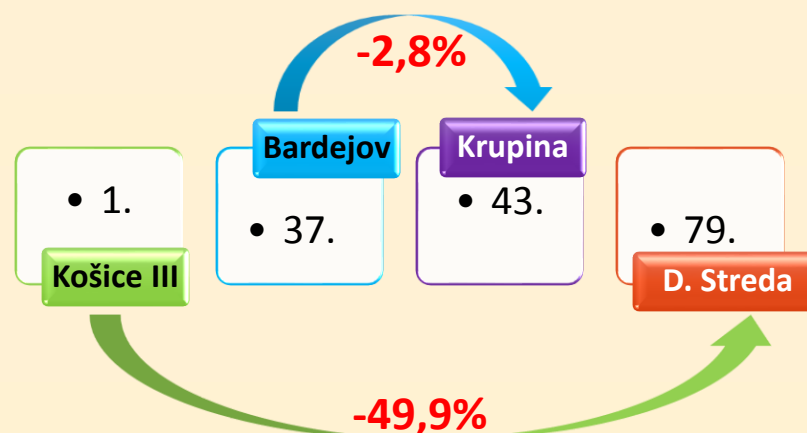 -2,8%
• 1.
Košice III
Bardejov
• 37.
Krupina
• 43.
• 79.
D. Streda
-49,9%